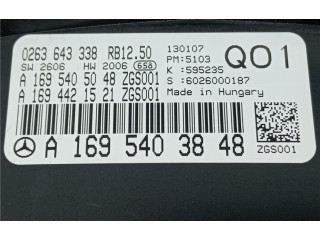 0263 643 338 RB12.50
130107
Q01
SW 2606 HW 2006 658
PM:5103
A 169 540 50 48 ZGS001
K :595235
S :6026000187
A 169 442 15 21 ZGS001
Made in Hungary
A 169 540 38 48
ZGS001